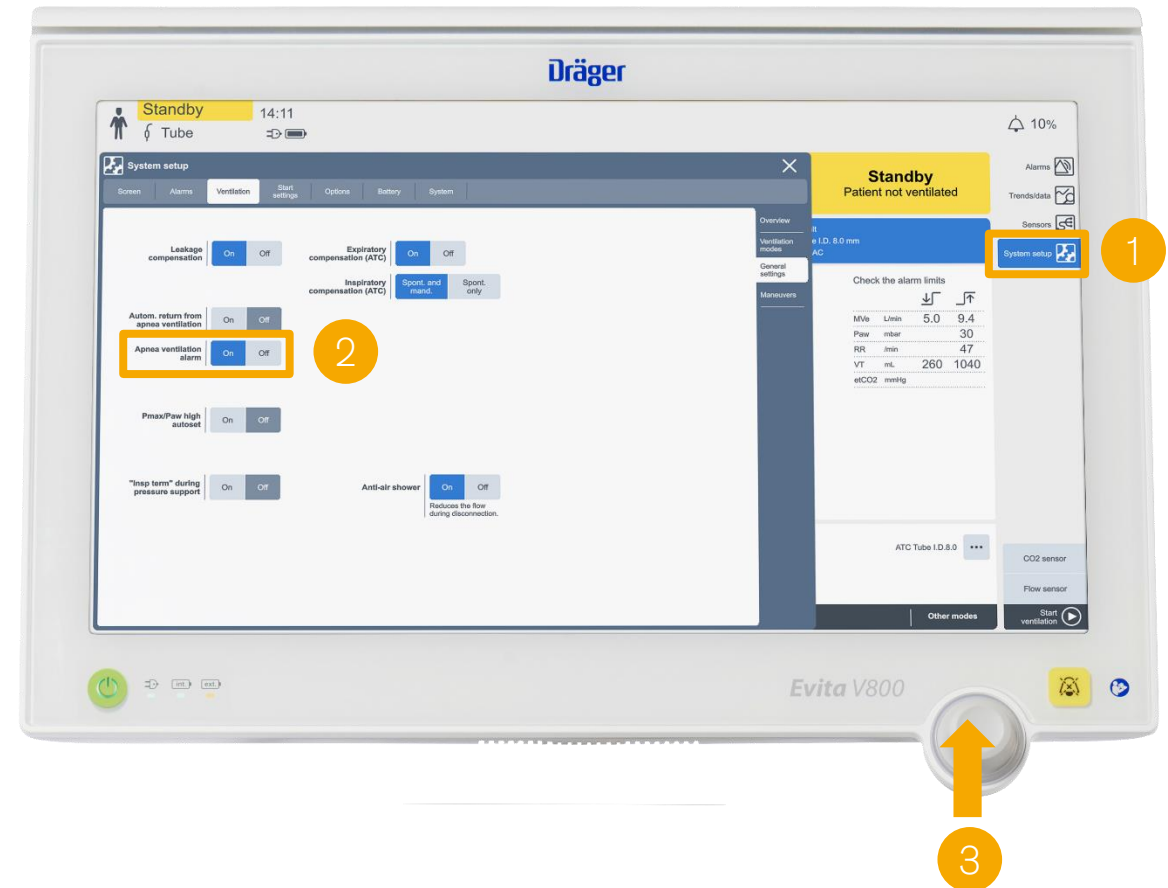 Dräger
Standby
14:11
Tube
10%
System setup
Screen Alarms Ventilation Start settings Options Battery System
Overview
Ventilation modes
General settings
Maneuvers
Leakage compensation On Off
Expiratory compensation (ATC) On Off
Inspiratory compensation (ATC) Spont. and mand. Spont. only
Autom. return from apnea ventilation On Off
Apnea ventilation alarm On Off
2
Pmax/Paw high autoset On Off
"Insp term" during pressure support On Off
Anti-air shower On Off
Reduces the flow
during disconnection.
Standby
Patient not ventilated
I.D. 8.0 mm
AC
Check the alarm limits
MVe L/min 5.0 9.4
Paw mbar 30
RR /min 47
VT mL 260 1040
etCO2 mmHg
ATC Tube I.D.8.0
Other modes
Alarms
Trends/data
Sensors
System setup
1
CO2 sensor
Flow sensor
Start
ventilation
int.
ext.
Evita V800
3